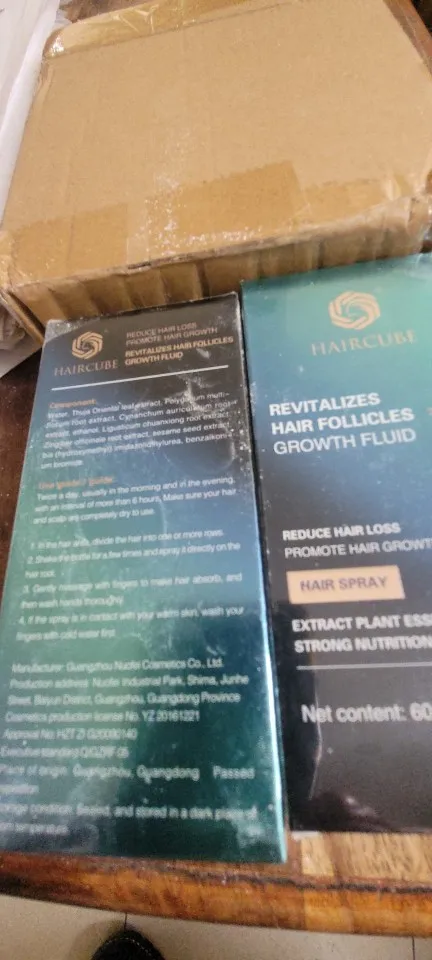 HAIRCUBE
REDUCE HAIR LOSS
PROMOTE HAIR GROWTH
REVITALIZES HAIR FOLLICLES
GROWTH FLUID
Component:
Water, Thuja Oriental leaf extract, Polygonum multi-
florum root extract, Cynanchum auriculatum root
extract, ethanol, Ligusticum chuanxiong root extract,
Zingiber officinale root extract, sesame seed extract,
bis (hydroxymethyl) imidazolidinylurea, benzalkoni-
um bromide.
guide:
Twice a day, usually in the morning and in the evening,
with an interval of more than 6 hours. Make sure your hair
and scalp are completely dry to use.
1. In the hair area, divide the hair into one or more rows.
2. Shake the bottle for a few times and spray it directly on the
hair root.
3. Gently massage with fingers to make hair absorb, and
then wash hands thoroughly.
4. If the spray is in contact with your warm skin, wash your
fingers with cold water first.
Manufacturer: Guangzhou Nuofei Cosmetics Co., Ltd.
Production address: Nuofei Industrial Park, Shima, Junhe
Street, Baiyun District, Guangzhou, Guangdong Province
Cosmetics production license No. YZ 20161221
Approval No. HZT ZI G20080140
Executive standard
Place of origin: Guangzhou, Guangdong Passed
Storage condition: Sealed, and stored in a dark place of
room temperature
HAIRCUBE
REVITALIZES
HAIR FOLLICLES
GROWTH FLUID
REDUCE HAIR LOSS
PROMOTE HAIR GROWT
HAIR SPRAY
EXTRACT PLANT ESS
STRONG NUTRITION
Net content: 60